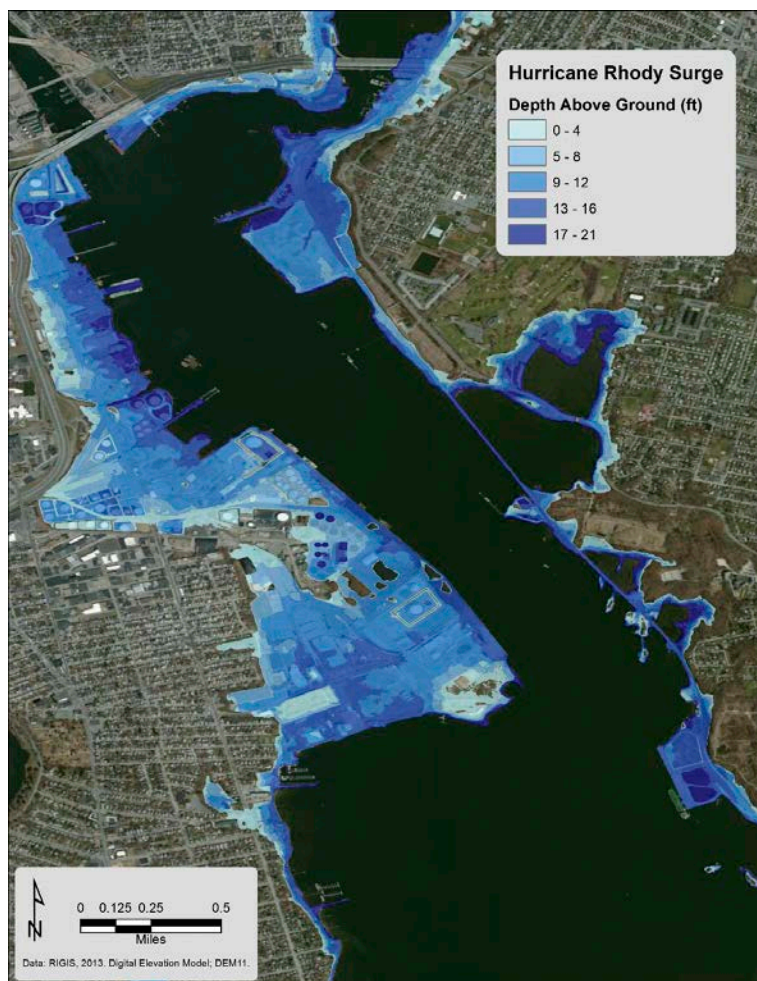 Hurricane Rhody Surge
Depth Above Ground (ft)
0 - 4
5 - 8
9 - 12
13 - 16
17 - 21
N
0 0.125 0.25 0.5
Miles
Data: RIGIS, 2013. Digital Elevation Model; DEM11.